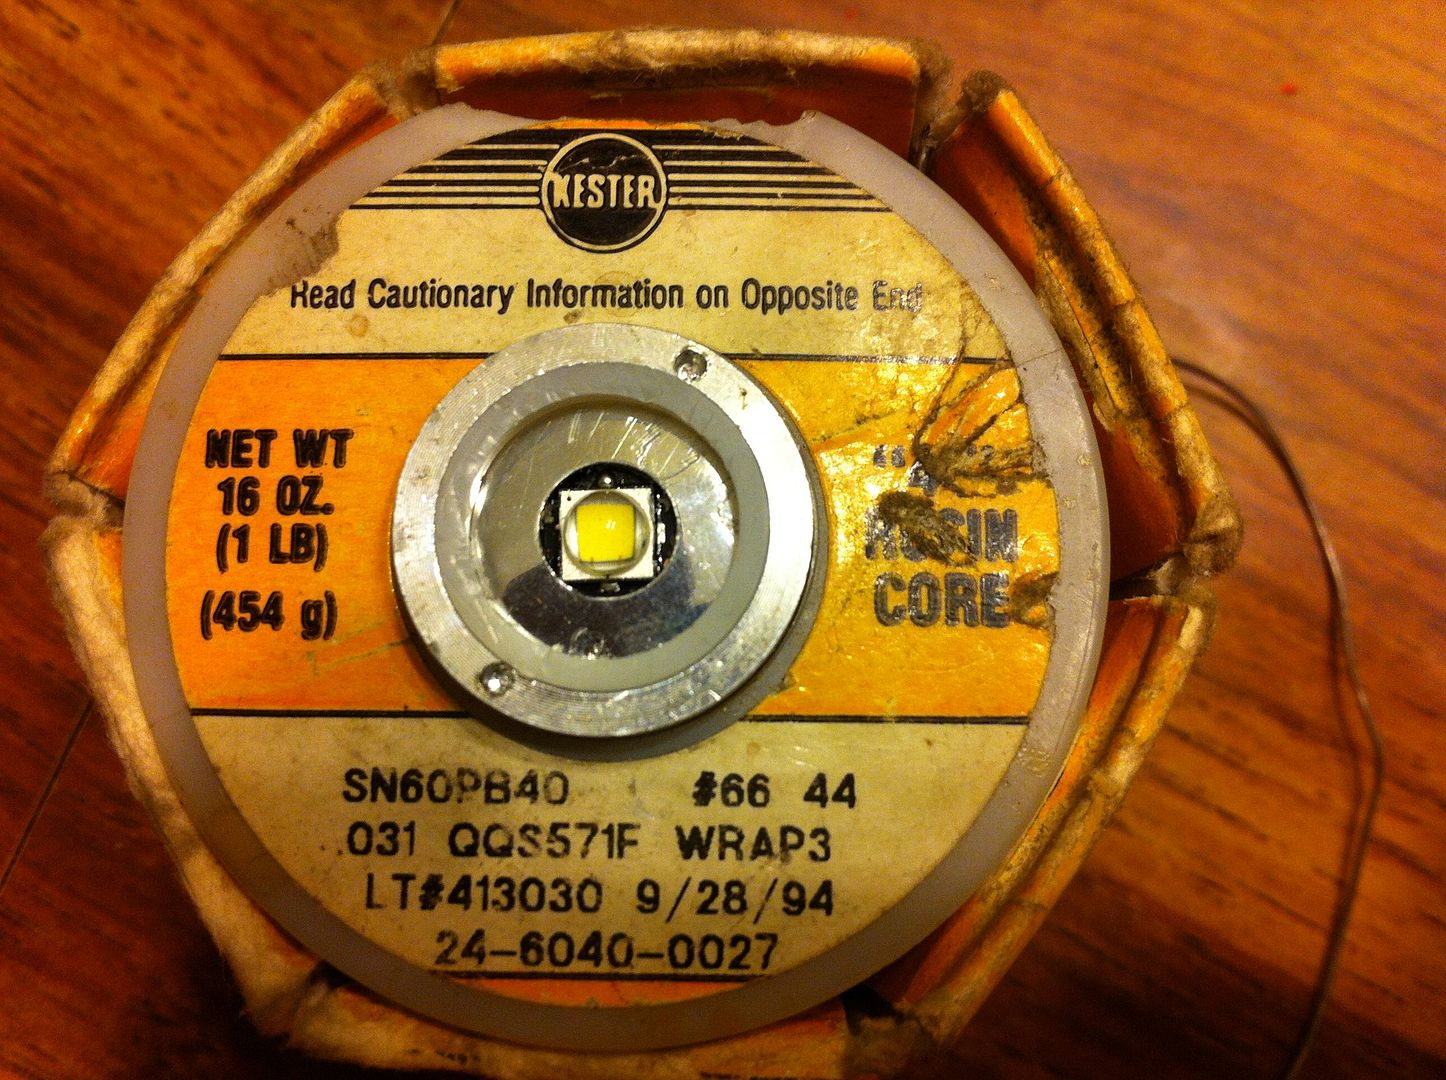 KESTER
Read Cautionary Information on Opposite End
NET WT
16 OZ.
(1 LB)
(454 g)
ROSIN
CORE
SN60PB40 #66 44
.031 QQS571F WRAP3
LT#413030 9/28/94
24-6040-0027